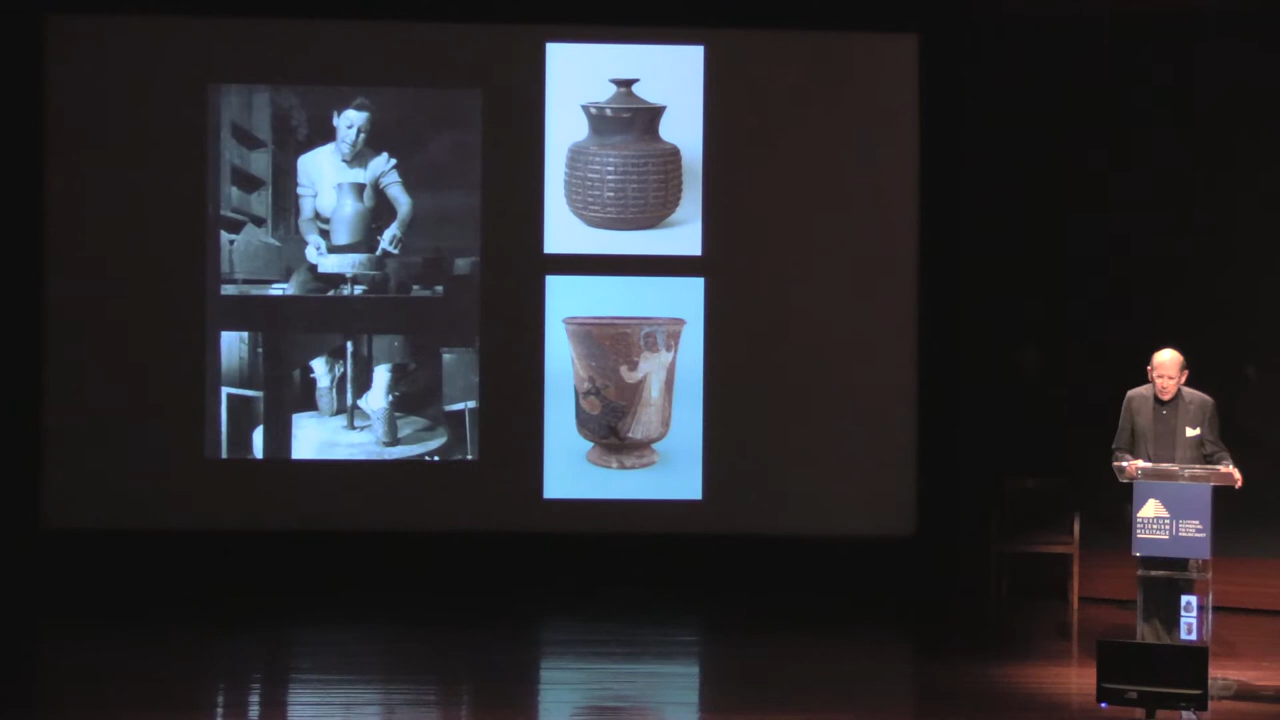 MUSEUM
OF JEWISH
HERITAGE
A LIVING
MEMORIAL
TO THE
HOLOCAUST